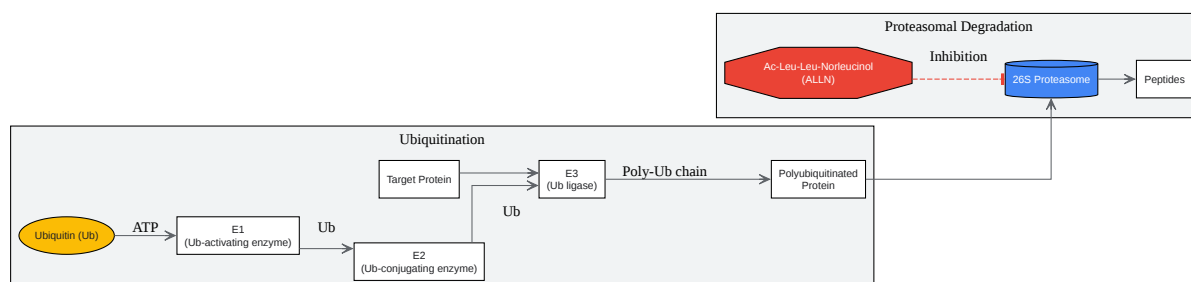 Proteasomal Degradation
Ac-Leu-Leu-Norleucinol
(ALLN)
Inhibition
26S Proteasome
Peptides
Ubiquitination
Target Protein
E3
(Ub ligase)
Poly-Ub chain
Polyubiquitinated
Protein
Ub
Ubiquitin (Ub)
ATP
E1
(Ub-activating enzyme)
Ub
E2
(Ub-conjugating enzyme)